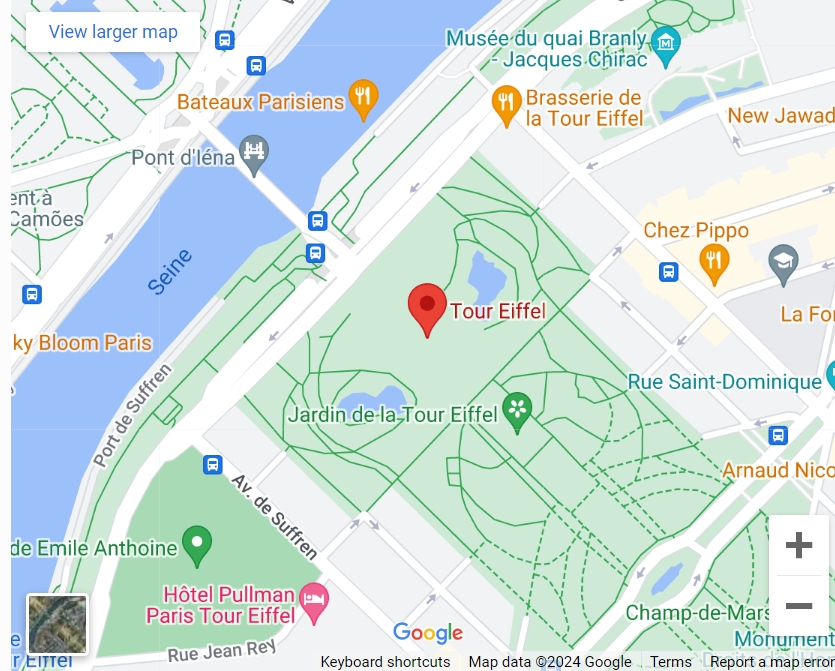 View larger map
Musée du quai Branly
- Jacques Chirac
Bateaux Parisiens
Brasserie de
la Tour Eiffel
New Jawad
Pont d'Iéna
ent à
Camões
Chez Pippo
Seine
Tour Eiffel
La Fo
ky Bloom Paris
Rue Saint-Dominique
Port de Suffren
Jardin de la Tour Eiffel
Arnaud Nico
Av. de Suffren
de Emile Anthoine
Hôtel Pullman
Paris Tour Eiffel
Champ-de-Mars
Google
Monument
Rue Jean Rey
r Eiffel
Keyboard shortcuts
Map data ©2024 Google
Terms
Report a map error